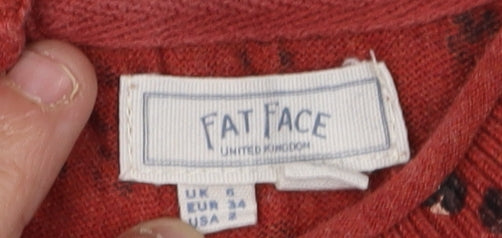 FAT FACE
UNITED KINGDOM
UK 6
EUR 34
USA 2